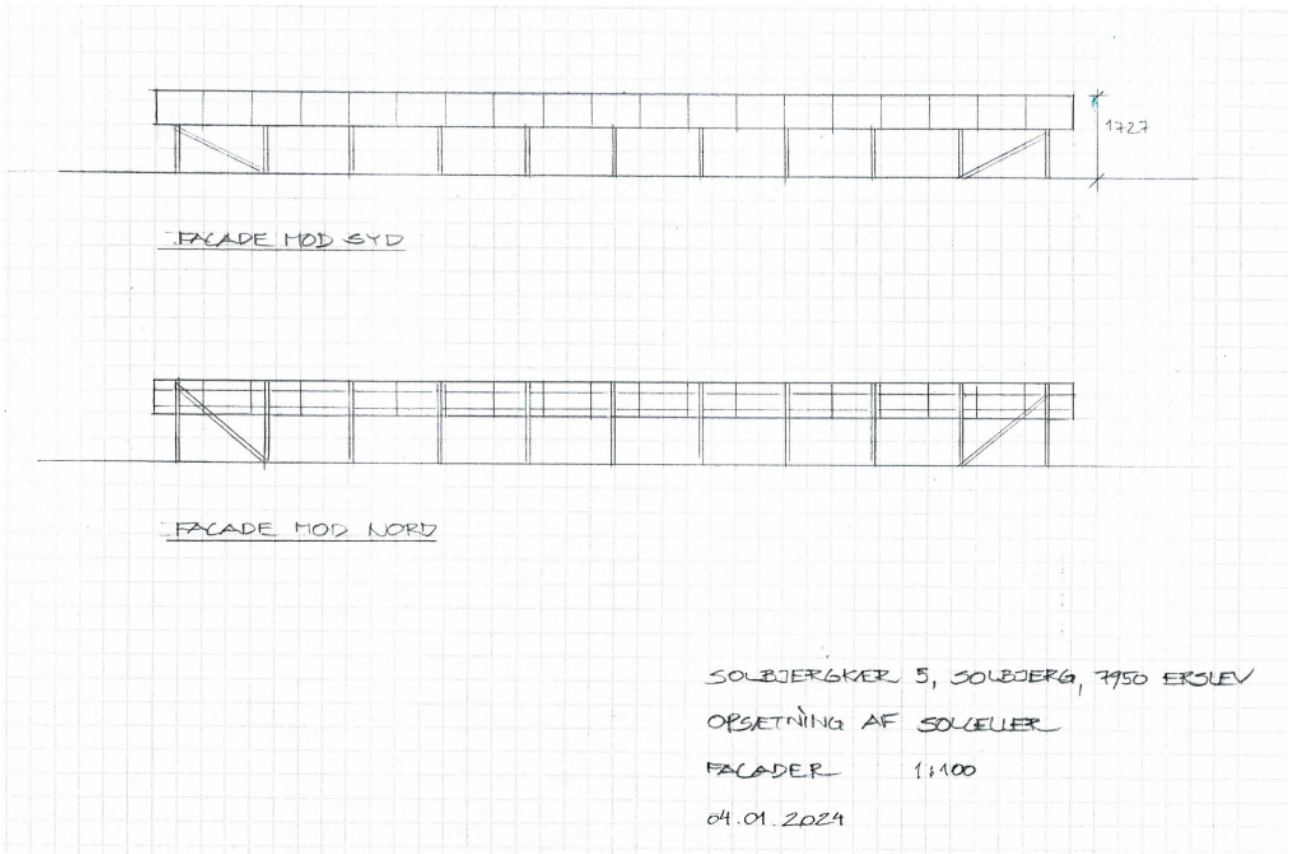 1727
FACADE MOD SYD
FACADE MOD NORD
SOLBJERGKÆR 5, SOLBJERG, 7950 ERSLEV
OPSÆTNING AF SOLCELLER
FACADER 1:100
04.01.2024